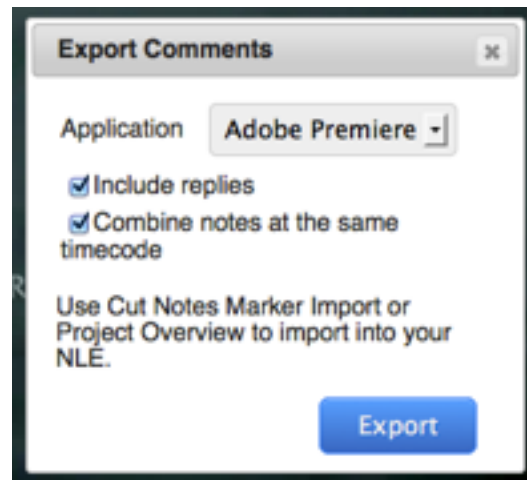 Export Comments
Application Adobe Premiere
Include replies
Combine notes at the same
timecode
R
Use Cut Notes Marker Import or
Project Overview to import into your
NLE.
Export